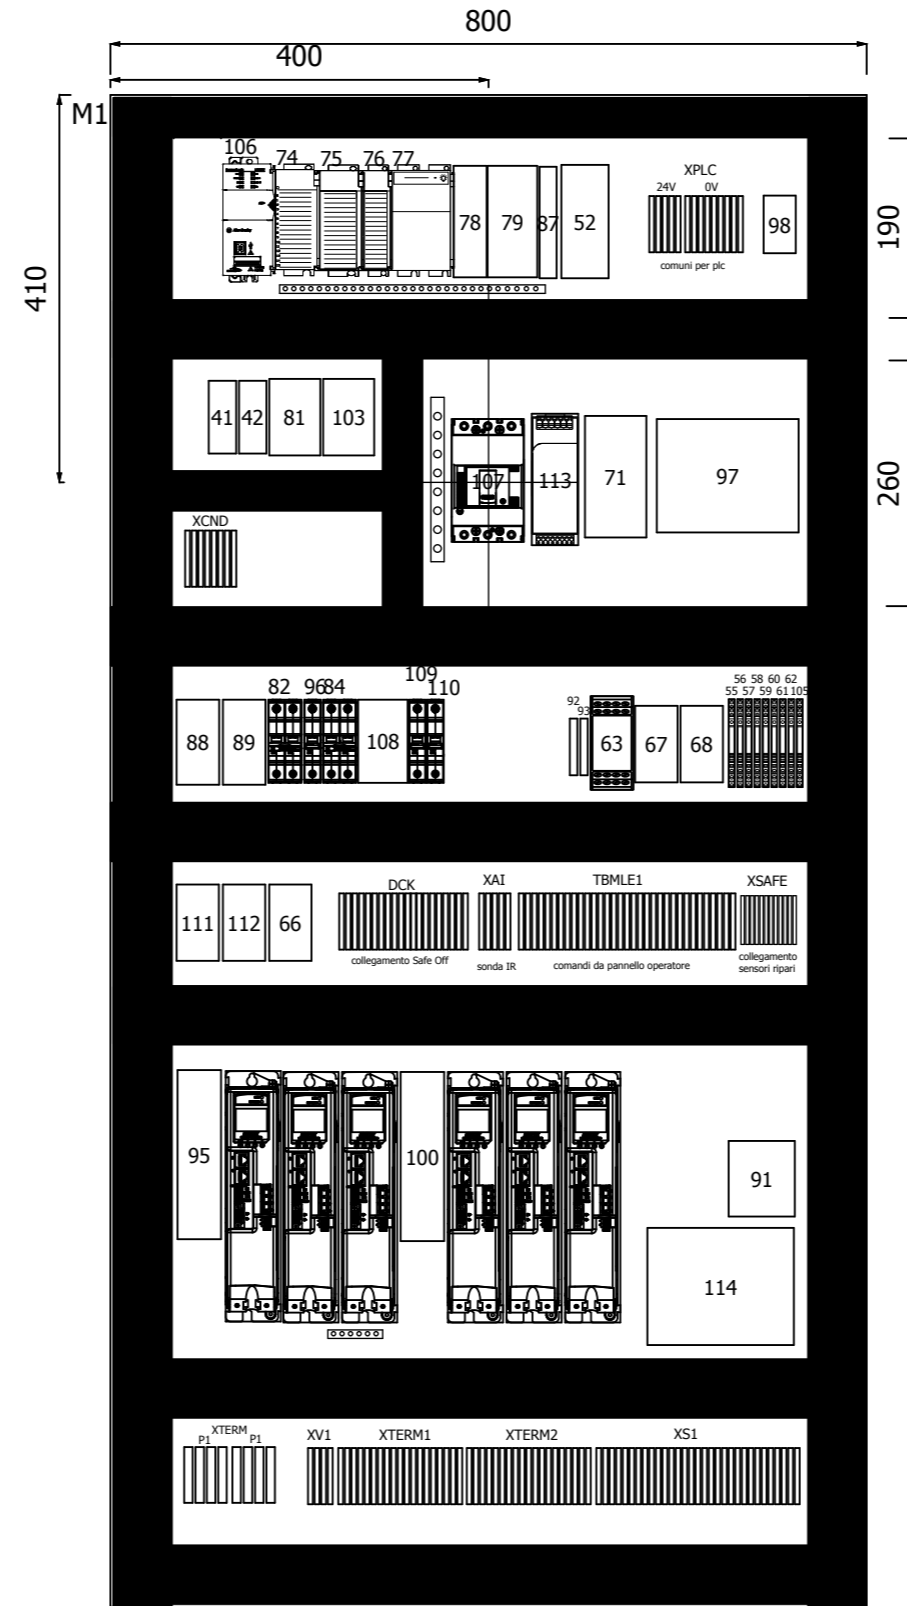 800
400
M1
410
190
260
106 74 75 76 77
78 79 87 52
XPLC
24V 0V
comuni per plc
98
41 42 81 103
107 113 71 97
XCND
82 96 84 109 110
88 89 108
92 93 63 67 68
56 58 60 62
55 57 59 61 105
111 112 66
DCK XAI TBMLE1 XSAFE
collegamento Safe Off
sonda IR
comandi da pannello operatore
collegamento
sensori ripari
95 100 91
114
XTERM
P1 P1
XV1 XTERM1 XTERM2 XS1